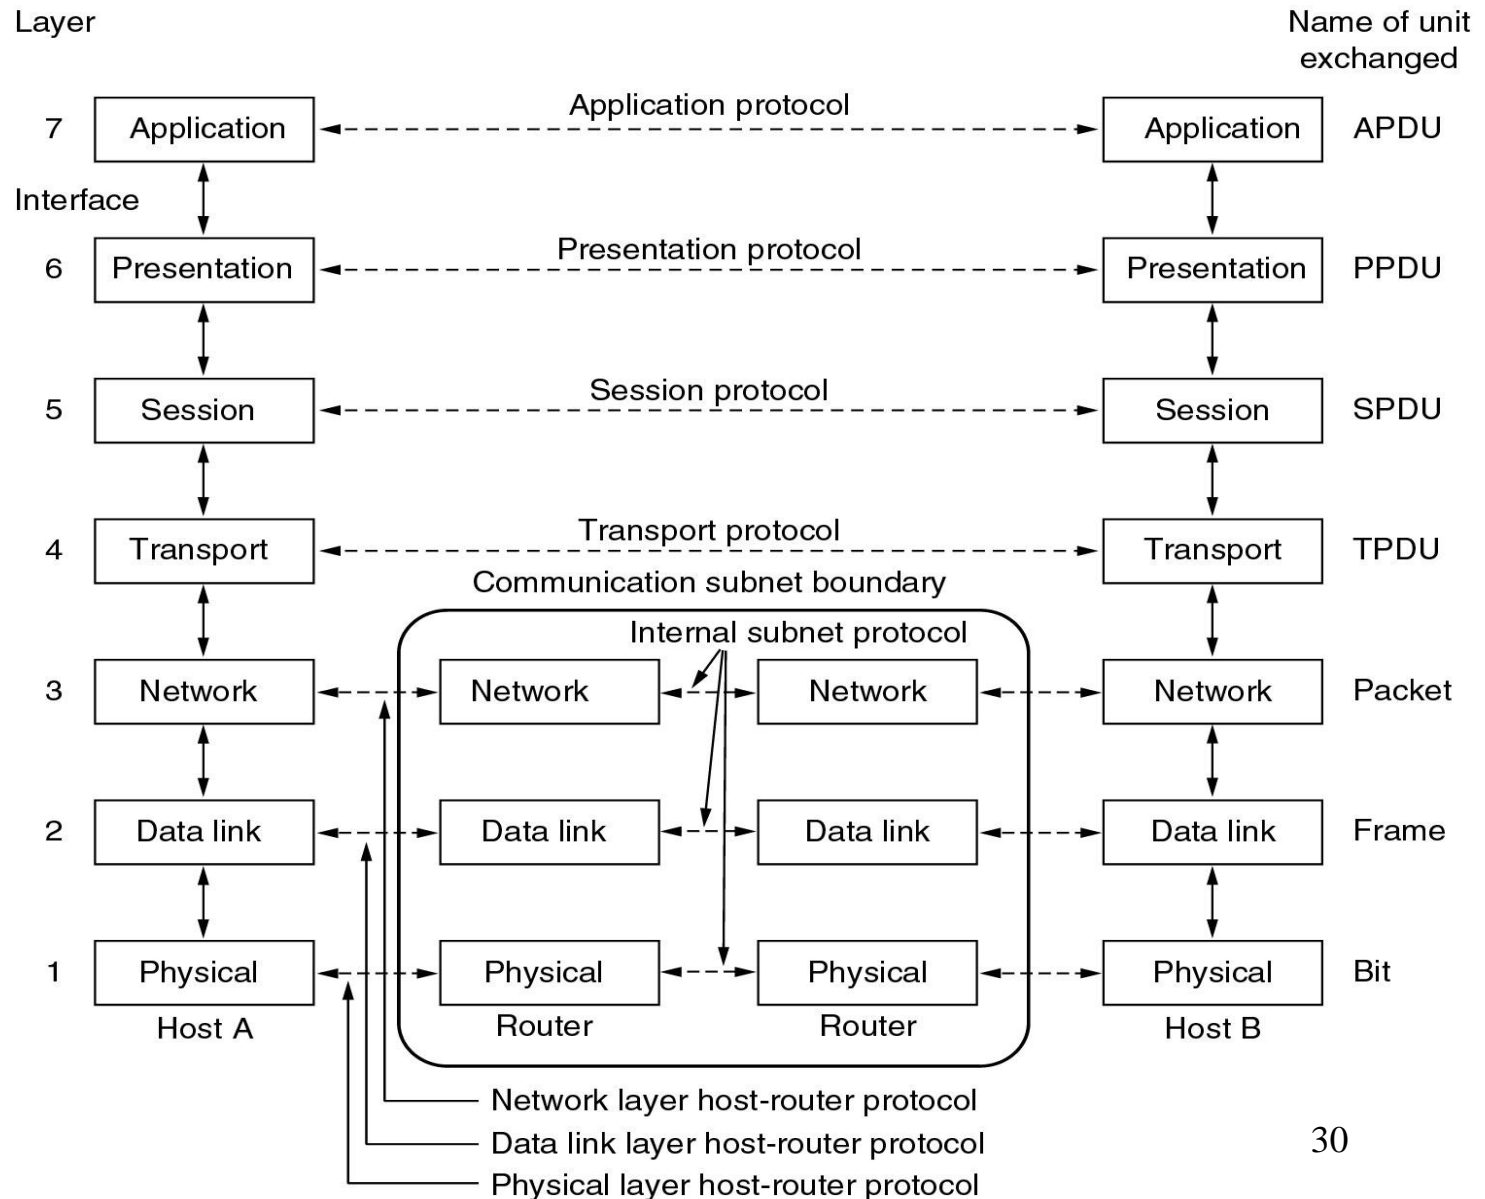 Layer
Name of unit
exchanged
Application protocol
7 Application Application APDU
Interface
Presentation protocol
6 Presentation Presentation PPDU
Session protocol
5 Session Session SPDU
Transport protocol
4 Transport Transport TPDU
Communication subnet boundary
Internal subnet protocol
3 Network Network Network Network Packet
2 Data link Data link Data link Data link Frame
1 Physical Physical Physical Physical Bit
Host A Router Router Host B
Network layer host-router protocol
Data link layer host-router protocol
Physical layer host-router protocol
30